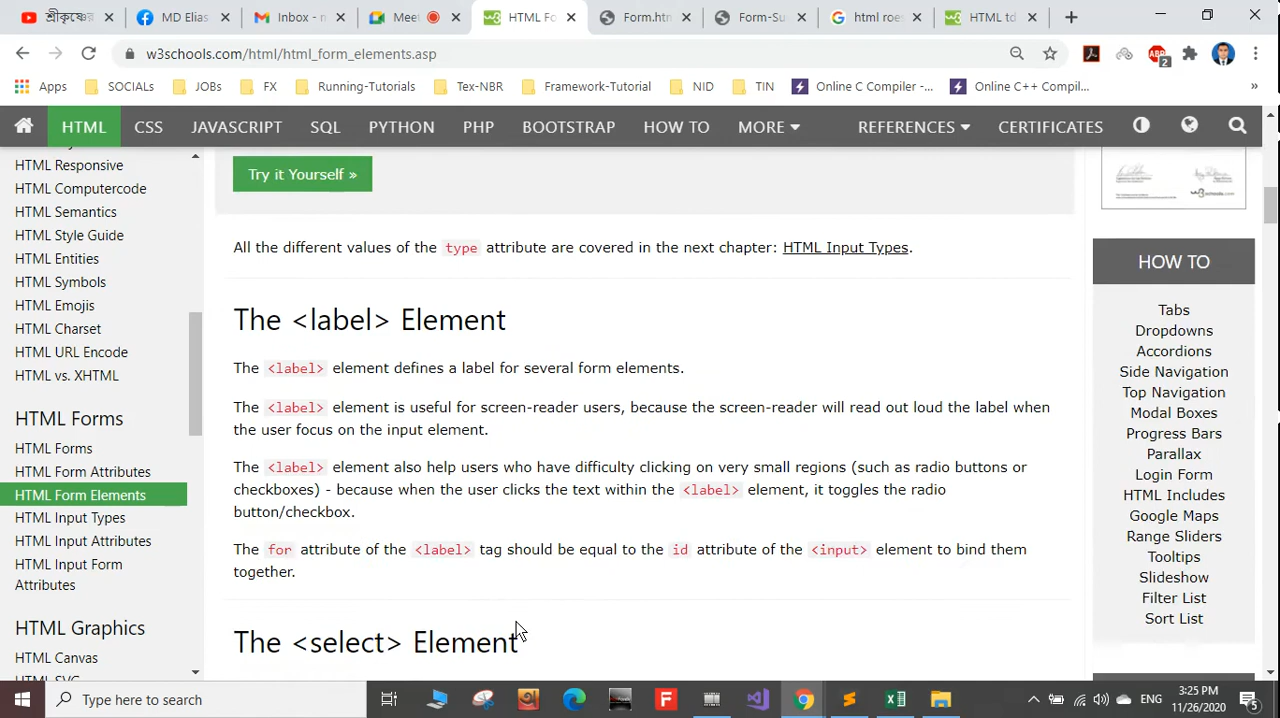 শ্রীকৃষ্ণে
MD Elias
Inbox - n
Meet
HTML Fo
Form.htm
Form-Su
html roes
HTML td
w3schools.com/html/html_form_elements.asp
2
Apps
SOCIALs
JOBs
FX
Running-Tutorials
Tex-NBR
Framework-Tutorial
NID
TIN
Online C Compiler -...
Online C++ Compil...
»
HTML
CSS
JAVASCRIPT
SQL
PYTHON
PHP
BOOTSTRAP
HOW TO
MORE
REFERENCES
CERTIFICATES
HTML Responsive
HTML Computercode
HTML Semantics
HTML Style Guide
HTML Entities
HTML Symbols
HTML Emojis
HTML Charset
HTML URL Encode
HTML vs. XHTML
HTML Forms
HTML Forms
HTML Form Attributes
HTML Form Elements
HTML Input Types
HTML Input Attributes
HTML Input Form
Attributes
HTML Graphics
HTML Canvas
HTML SVG
Try it Yourself »
All the different values of the type attribute are covered in the next chapter: HTML Input Types.
The <label> Element
The <label> element defines a label for several form elements.
The <label> element is useful for screen-reader users, because the screen-reader will read out loud the label when
the user focus on the input element.
The <label> element also help users who have difficulty clicking on very small regions (such as radio buttons or
checkboxes) - because when the user clicks the text within the <label> element, it toggles the radio
button/checkbox.
The for attribute of the <label> tag should be equal to the id attribute of the <input> element to bind them
together.
The <select> Element
w3schools.com
HOW TO
Tabs
Dropdowns
Accordions
Side Navigation
Top Navigation
Modal Boxes
Progress Bars
Parallax
Login Form
HTML Includes
Google Maps
Range Sliders
Tooltips
Slideshow
Filter List
Sort List
Type here to search
ENG
3:25 PM
11/26/2020
5